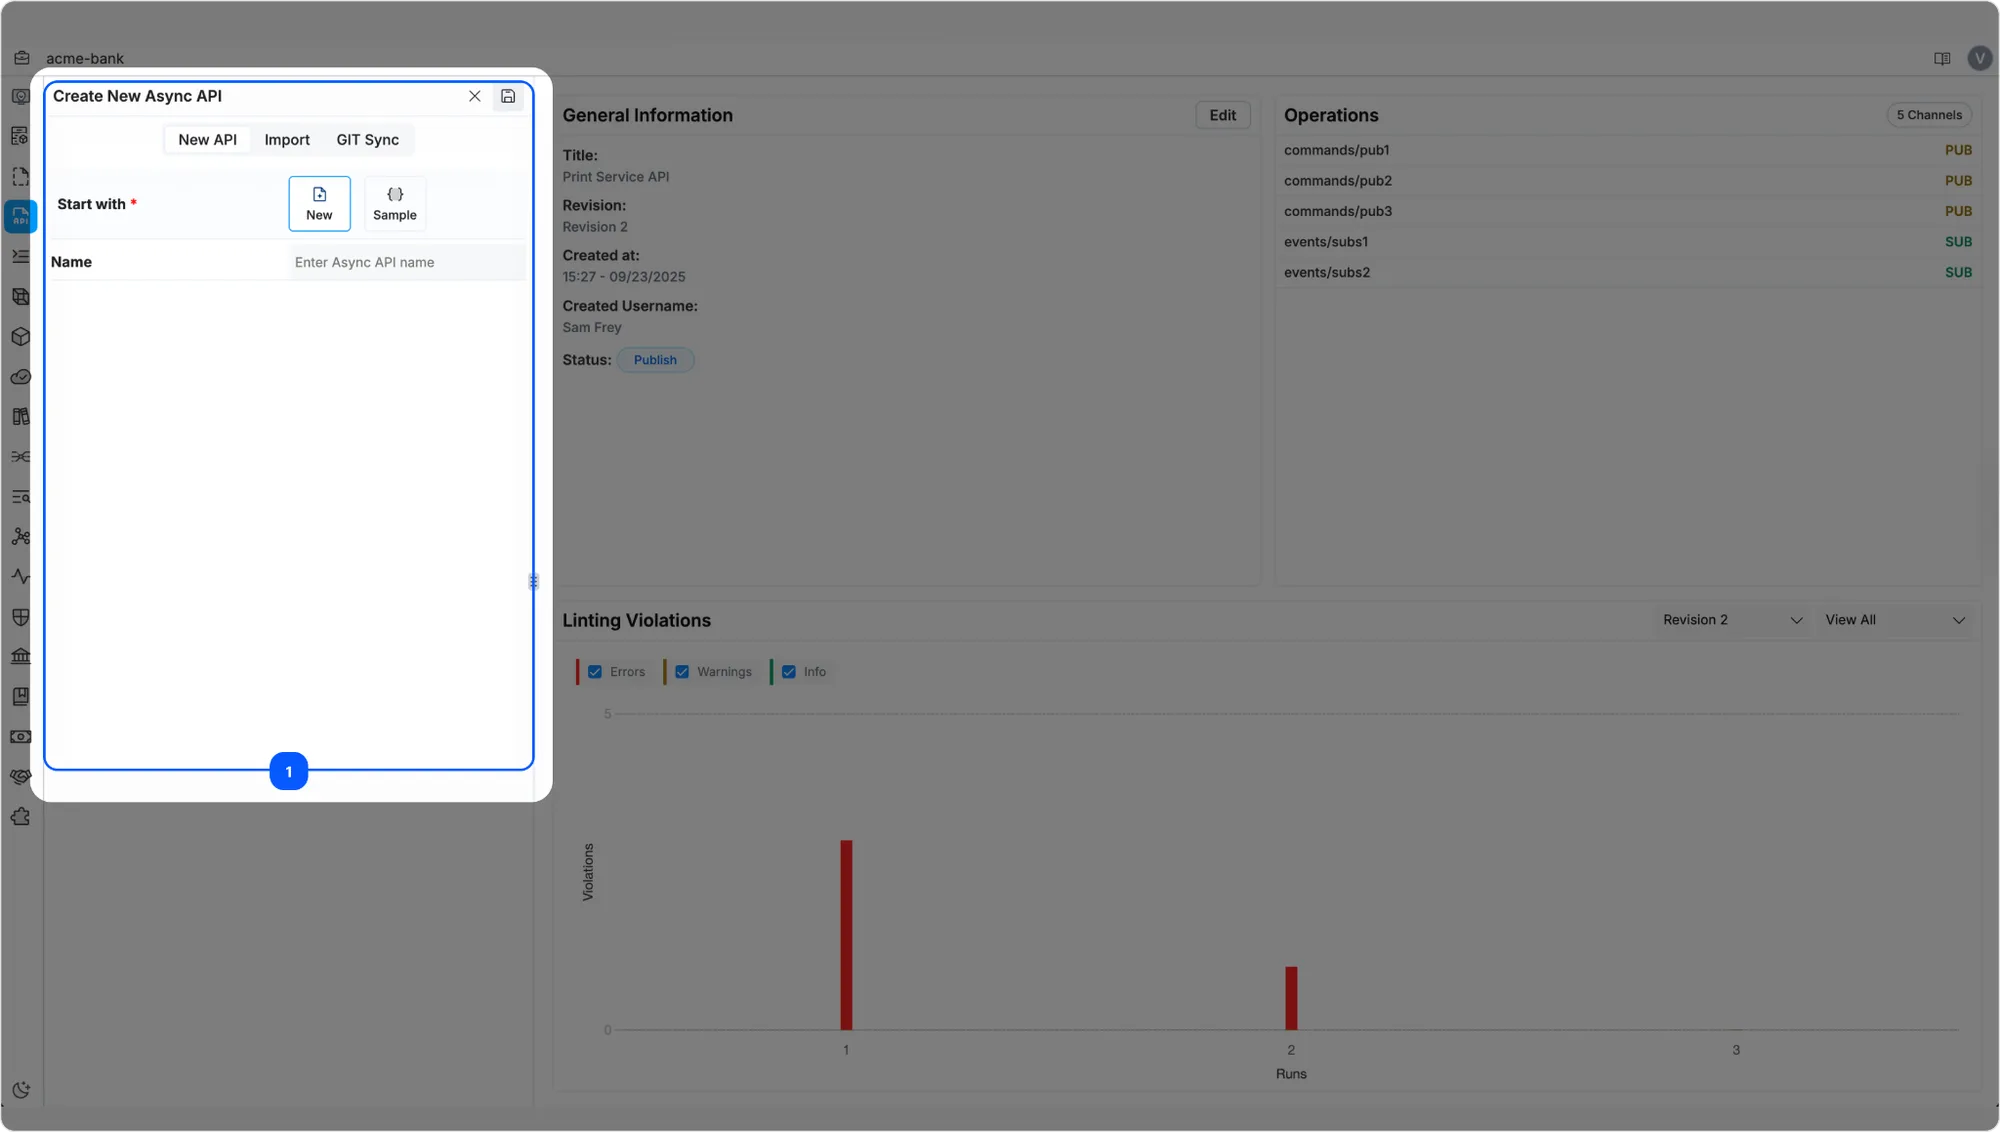 acme-bank
V
Create New Async API
New API Import GIT Sync
Start with *
New
{} Sample
Name
Enter Async API name
1
API
General Information
Edit
Title:
Print Service API
Revision:
Revision 2
Created at:
15:27 - 09/23/2025
Created Username:
Sam Frey
Status: Publish
Operations
5 Channels
commands/pub1 PUB
commands/pub2 PUB
commands/pub3 PUB
events/subs1 SUB
events/subs2 SUB
Linting Violations
Revision 2
View All
Errors Warnings Info
5
Violations
0
1 2 3
Runs